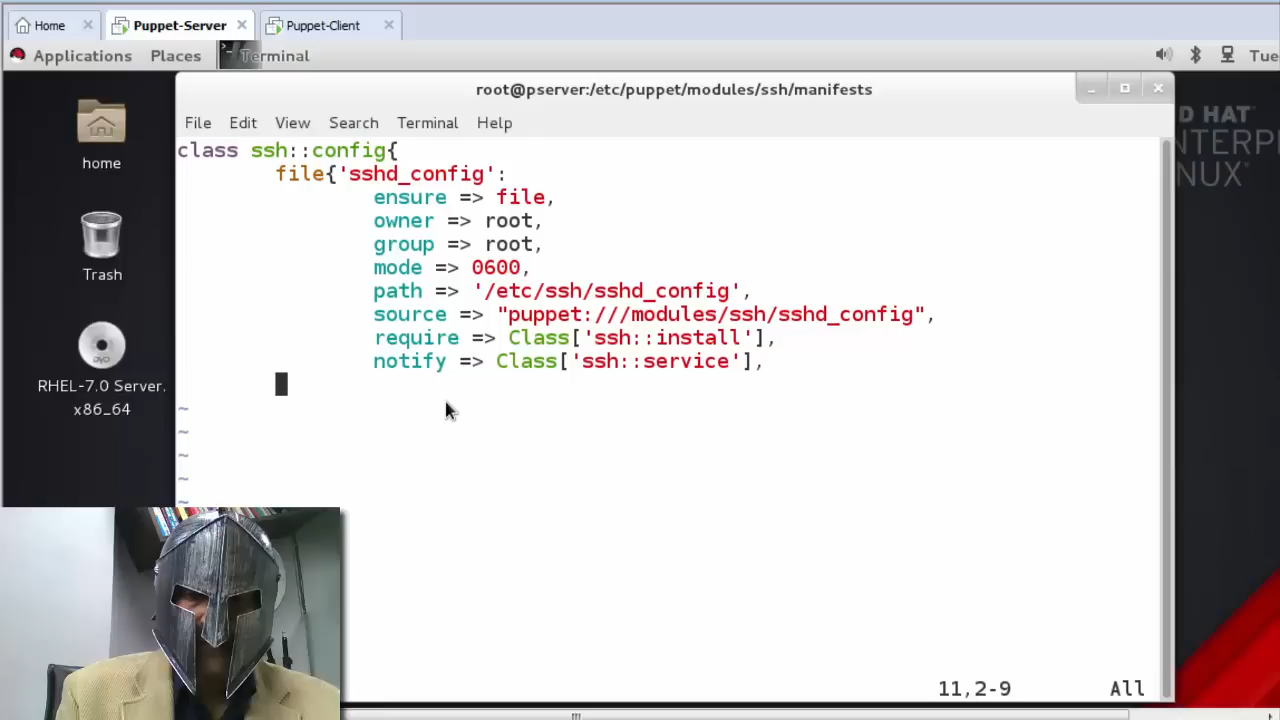 Home
Puppet-Server
Puppet-Client
Applications Places Terminal
Tue
root@pserver:/etc/puppet/modules/ssh/manifests
File Edit View Search Terminal Help
class ssh::config{
file{'sshd_config':
ensure => file,
owner => root,
group => root,
mode => 0600,
path => '/etc/ssh/sshd_config',
source => "puppet:///modules/ssh/sshd_config",
require => Class['ssh::install'],
notify => Class['ssh::service'],
~
~
~
~
~
11,2-9 All
home
Trash
RHEL-7.0 Server.
x86_64
D HAT
NTERPR
NUX